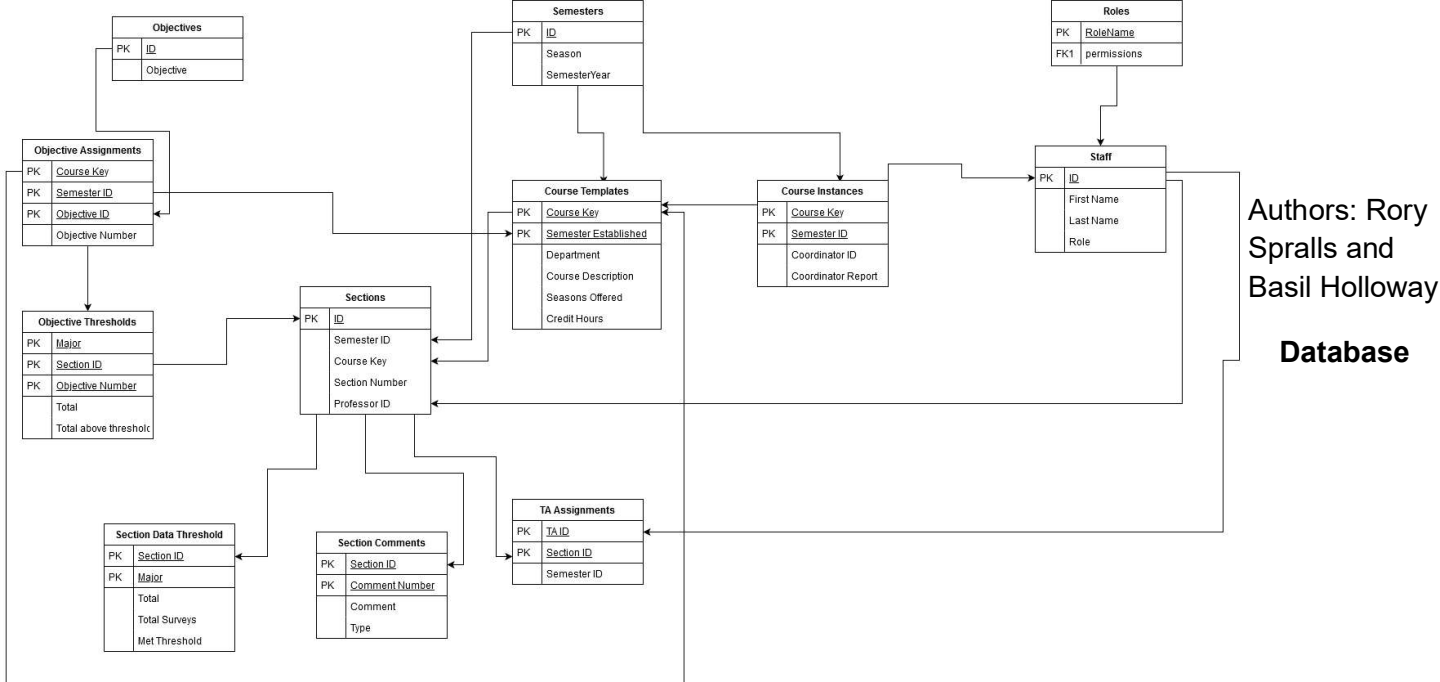 Objectives
PK ID
Objective
Semesters
PK ID
Season
SemesterYear
Roles
PK RoleName
FK1 permissions
Objective Assignments
PK Course Key
PK Semester ID
PK Objective ID
Objective Number
Course Templates
PK Course Key
PK Semester Established
Department
Course Description
Seasons Offered
Credit Hours
Course Instances
PK Course Key
PK Semester ID
Coordinator ID
Coordinator Report
Staff
PK ID
First Name
Last Name
Role
Authors: Rory
Spralls and
Basil Holloway
Database
Objective Thresholds
PK Major
PK Section ID
PK Objective Number
Total
Total above threshold
Sections
PK ID
Semester ID
Course Key
Section Number
Professor ID
Section Data Threshold
PK Section ID
PK Major
Total
Total Surveys
Met Threshold
Section Comments
PK Section ID
PK Comment Number
Comment
Type
TA Assignments
PK TA ID
PK Section ID
Semester ID